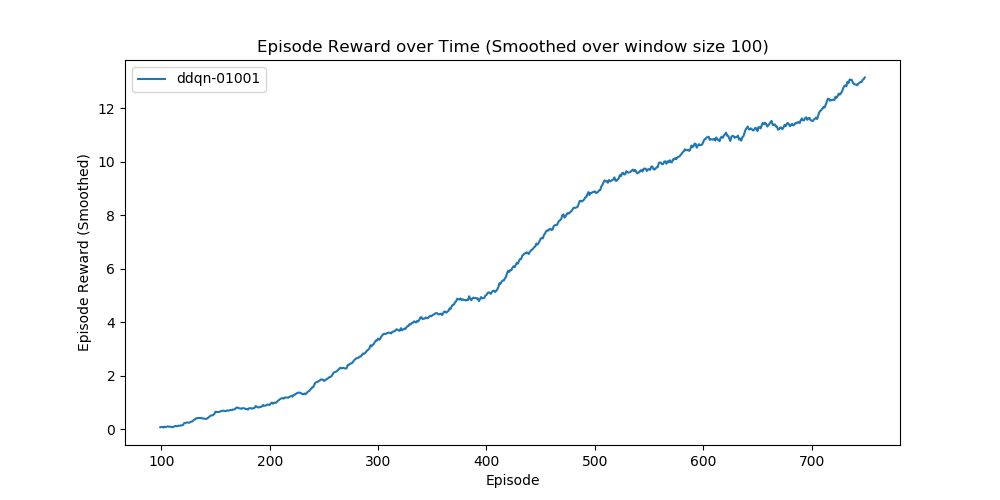 Episode Reward over Time (Smoothed over window size 100)
ddqn-01001
12
10
8
6
4
2
0
Episode Reward (Smoothed)
100 200 300 400 500 600 700
Episode